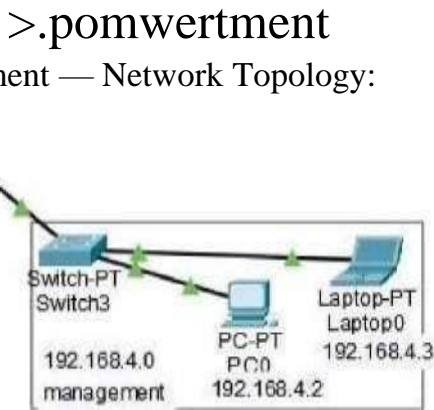 >.pomwertment
ment — Network Topology:
Switch-PT
Switch3
PC-PT
PC0
192.168.4.2
Laptop-PT
Laptop0
192.168.4.3
192.168.4.0
management